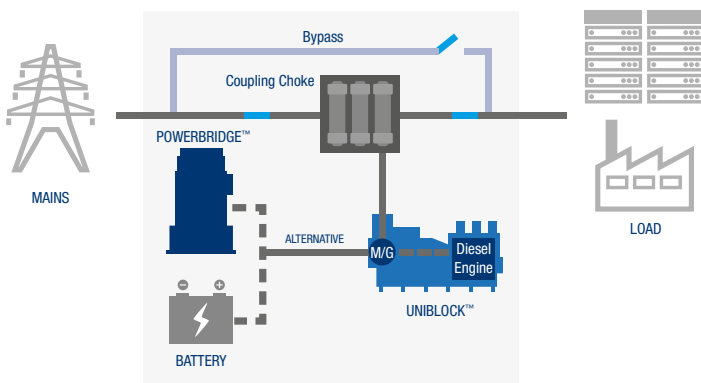 Bypass
Coupling Choke
POWERBRIDGE™
MAINS
ALTERNATIVE
M/G
Diesel
Engine
LOAD
UNIBLOCK™
BATTERY